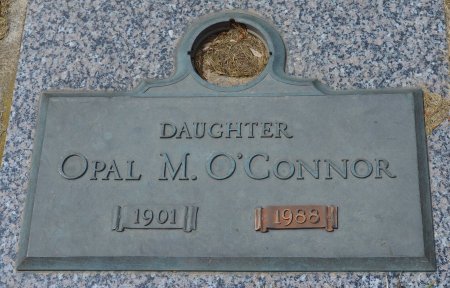 DAUGHTER
OPAL M. O'CONNOR
1901 1988